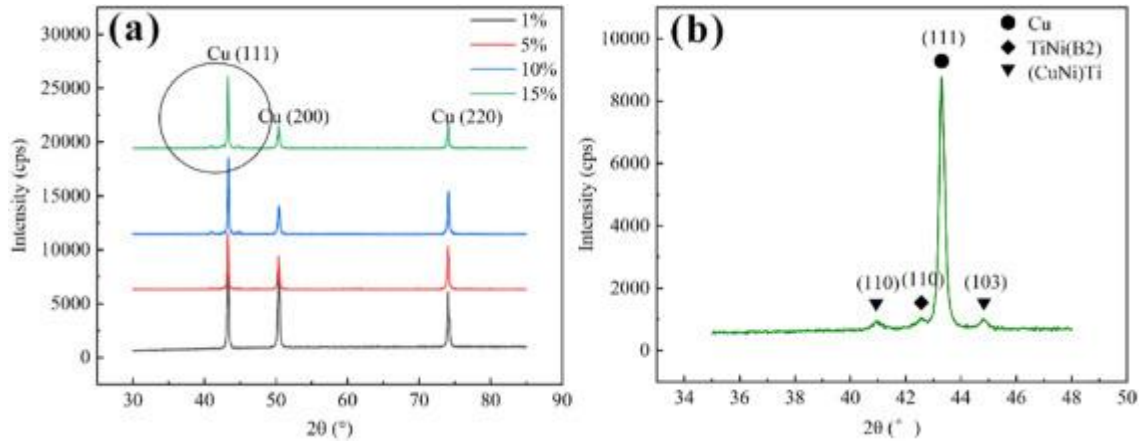 (a)
1%
5%
10%
15%
Cu (111)
Cu (200)
Cu (220)
30000
25000
20000
15000
10000
5000
0
Intensity (cps)
30 40 50 60 70 80 90
2θ (°)
(b)
Cu
TiNi(B2)
(CuNi)Ti
(111)
(110)
(110)
(103)
10000
8000
6000
4000
2000
0
Intensity (cps)
34 36 38 40 42 44 46 48 50
2θ (° )